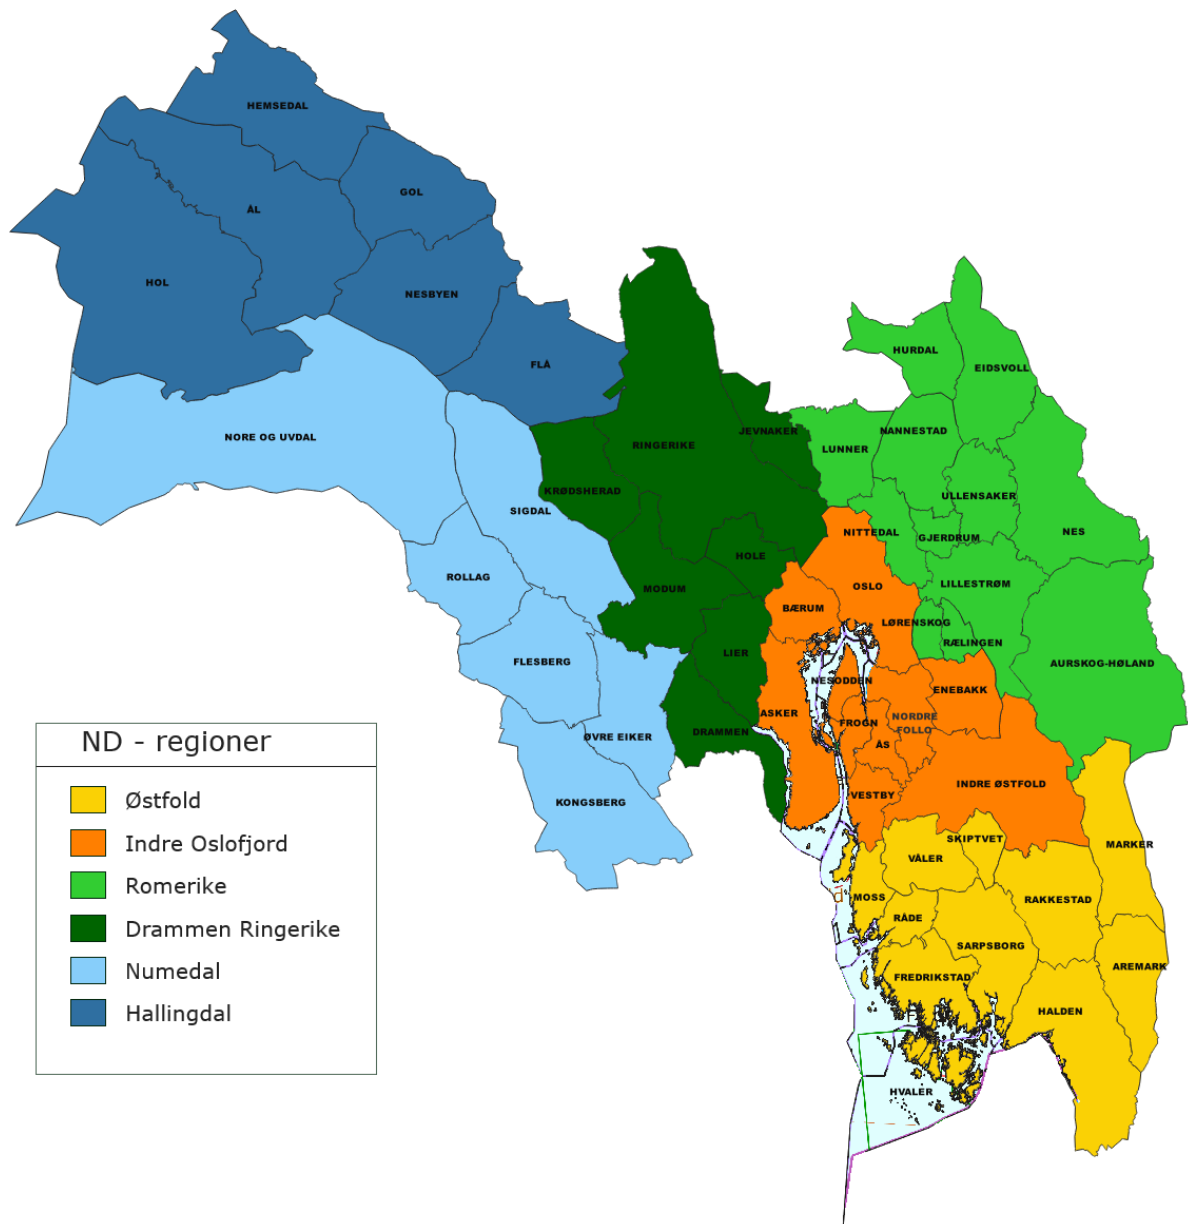 HEMSEDAL
GOL
ÅL
HOL
NESBYEN
FLÅ
HURDAL
EIDSVOLL
NORE OG UVDAL
RINGERIKE
JEVNAKER
LUNNER
NANNESTAD
KRØDSHERAD
SIGDAL
ULLENSAKER
NITTEDAL
GJERDRUM
NES
HOLE
ROLLAG
MODUM
OSLO
LILLESTRØM
BÆRUM
LØRENSKOG
RÆLINGEN
FLESBERG
LIER
AURSKOG-HØLAND
NESODDEN
ENEBAKK
ASKER
FROGN
NORDRE
FOLLO
ØVRE EIKER
DRAMMEN
ÅS
KONGSBERG
VESTBY
INDRE ØSTFOLD
SKIPTVET
MARKER
VÅLER
MOSS
d
RAKKESTAD
RÅDE
SARPSBORG
FREDRIKSTAD
AREMARK
HALDEN
HVALER
ND - regioner
Østfold
Indre Oslofjord
Romerike
Drammen Ringerike
Numedal
Hallingdal